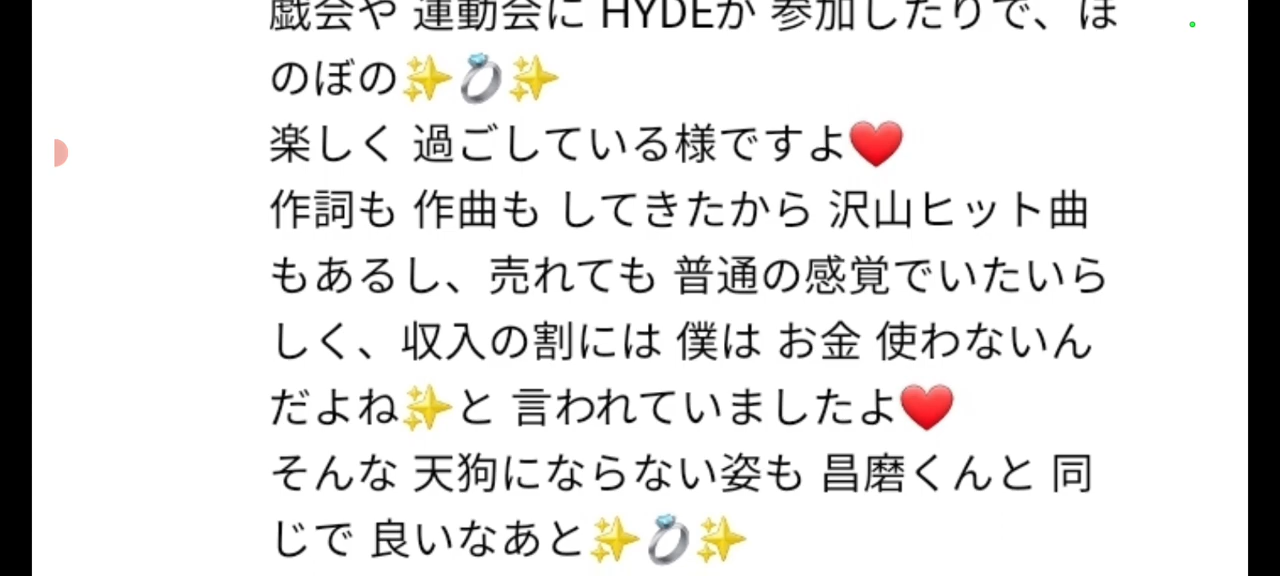 戯会や 運動会に HYDEが 参加したりで、ほ
のぼの✨💍✨
楽しく 過ごしている様ですよ❤️
作詞も 作曲も してきたから 沢山ヒット曲
もあるし、売れても 普通の感覚でいたいら
しく、収入の割には 僕は お金 使わないん
だよね✨と 言われていましたよ❤️
そんな 天狗にならない姿も 昌磨くんと 同
じで 良いなあと✨💍✨